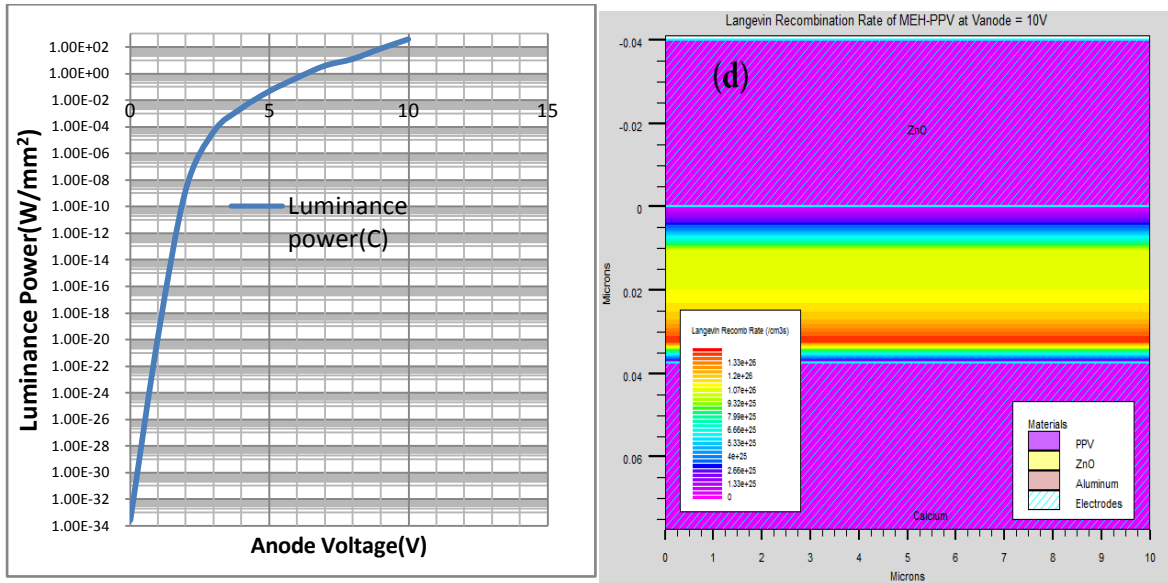 1.00E+02
1.00E+00
1.00E-02
1.00E-04
1.00E-06
1.00E-08
1.00E-10
1.00E-12
1.00E-14
1.00E-16
1.00E-18
1.00E-20
1.00E-22
1.00E-24
1.00E-26
1.00E-28
1.00E-30
1.00E-32
1.00E-34
Luminance Power(W/mm²)
0 5 10 15
Luminance
power(C)
Anode Voltage(V)
Langevin Recombination Rate of MEH-PPV at Vanode = 10V
(d)
-0.04
-0.02
0
0.02
0.04
0.06
Microns
ZnO
Langevin Recomb Rate (/cm3s)
1.33e+26
1.2e+26
1.07e+26
9.32e+25
7.99e+25
6.66e+25
5.33e+25
4e+25
2.66e+25
1.33e+25
0
Materials
PPV
ZnO
Aluminum
Electrodes
Calcium
0 1 2 3 4 5 6 7 8 9 10
Microns